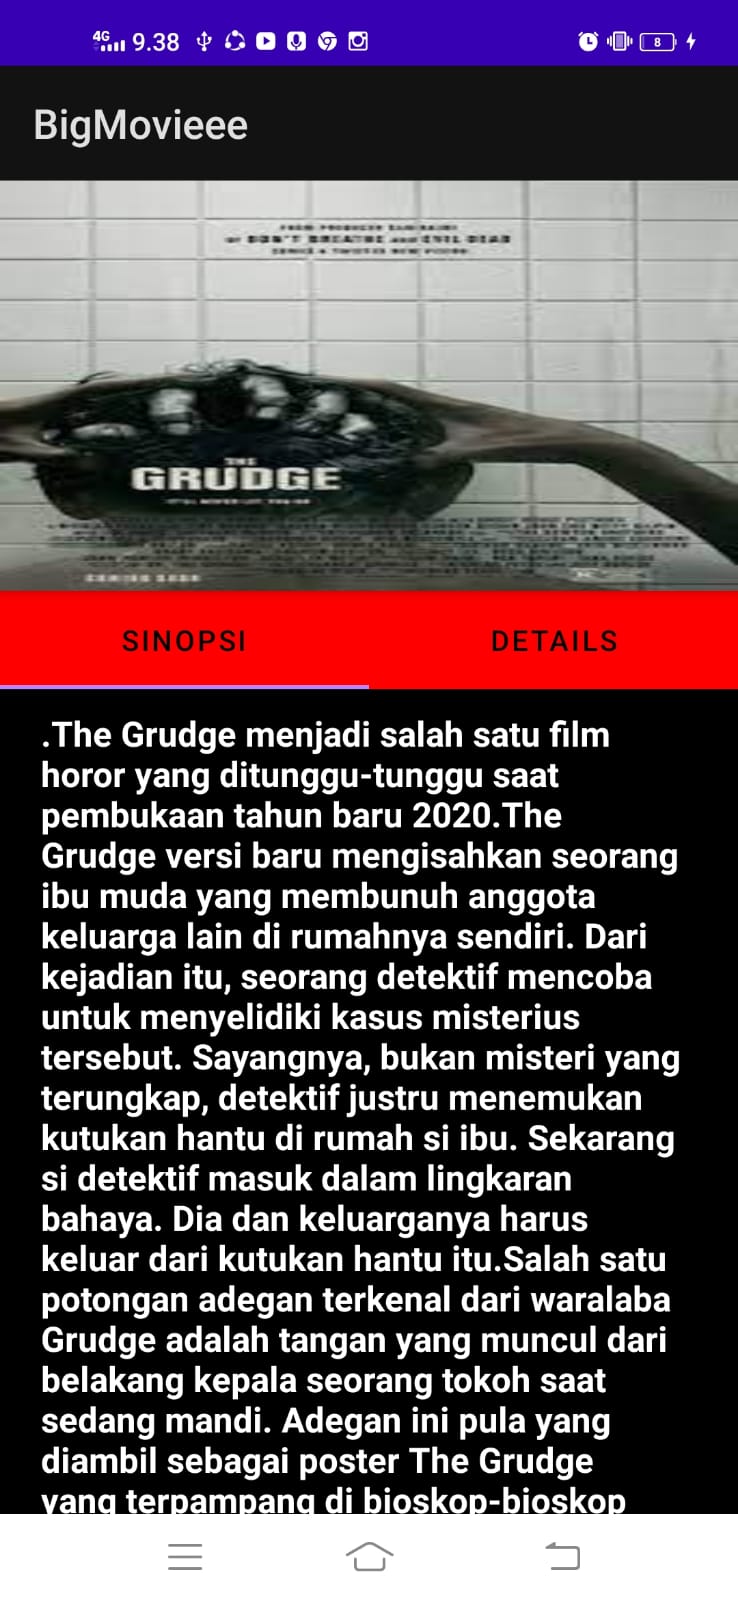 4G 9.38 8
BigMovieee
FROM PRODUCER SAM RAIMI
OF DON'T BREATHE AND EVIL DEAD
THE
GRUDGE
COMING SOON
SINOPSI DETAILS
.The Grudge menjadi salah satu film
horor yang ditunggu-tunggu saat
pembukaan tahun baru 2020.The
Grudge versi baru mengisahkan seorang
ibu muda yang membunuh anggota
keluarga lain di rumahnya sendiri. Dari
kejadian itu, seorang detektif mencoba
untuk menyelidiki kasus misterius
tersebut. Sayangnya, bukan misteri yang
terungkap, detektif justru menemukan
kutukan hantu di rumah si ibu. Sekarang
si detektif masuk dalam lingkaran
bahaya. Dia dan keluarganya harus
keluar dari kutukan hantu itu.Salah satu
potongan adegan terkenal dari waralaba
Grudge adalah tangan yang muncul dari
belakang kepala seorang tokoh saat
sedang mandi. Adegan ini pula yang
diambil sebagai poster The Grudge
yang terpampang di bioskop-bioskop